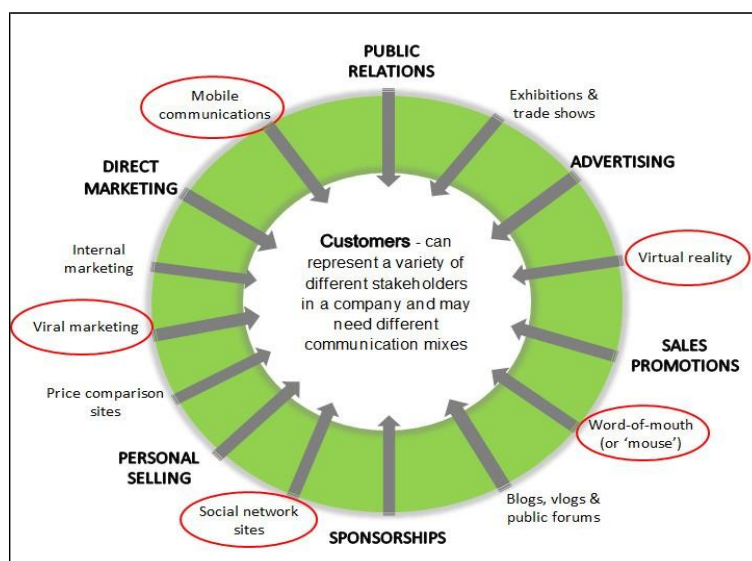 PUBLIC
RELATIONS
Exhibitions &
trade shows
ADVERTISING
Virtual reality
SALES
PROMOTIONS
Word-of-mouth
(or ‘mouse’)
Blogs, vlogs &
public forums
SPONSORSHIPS
Social network
sites
PERSONAL
SELLING
Price comparison
sites
Viral marketing
Internal
marketing
DIRECT
MARKETING
Mobile
communications
Customers - can
represent a variety of
different stakeholders
in a company and may
need different
communication mixes